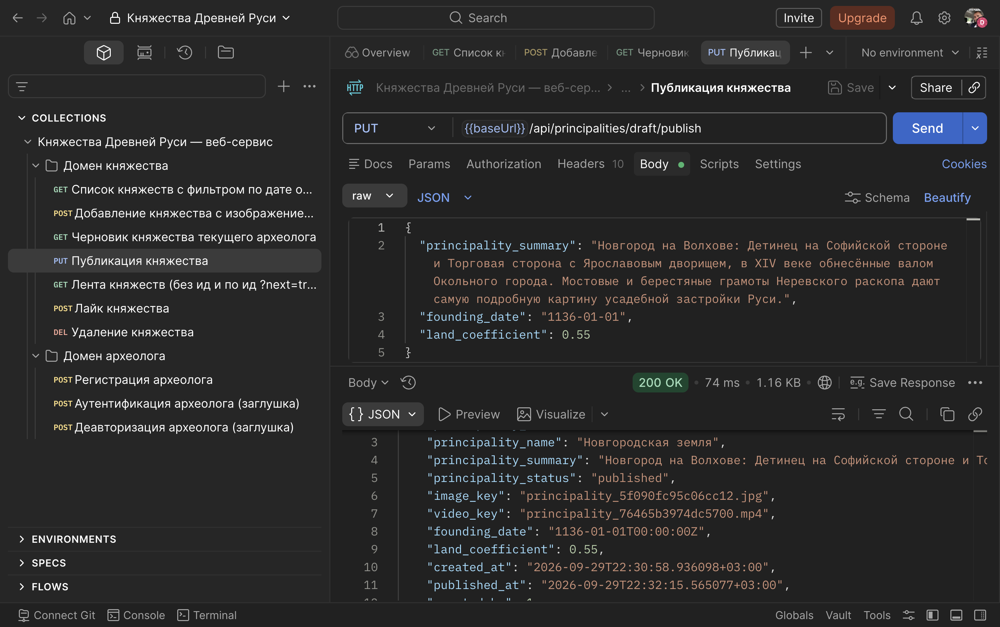 Княжества Древней Руси
Search
Invite
Upgrade
D
Overview
GET Список кн
POST Добавле
GET Черновик
PUT Публикац
No environment
COLLECTIONS
Княжества Древней Руси — веб-сервис
Домен княжества
GET Список княжеств с фильтром по дате о...
POST Добавление княжества с изображение...
GET Черновик княжества текущего археолога
PUT Публикация княжества
GET Лента княжеств (без ид и по ид ?next=tr...
POST Лайк княжества
DEL Удаление княжества
Домен археолога
POST Регистрация археолога
POST Аутентификация археолога (заглушка)
POST Деавторизация археолога (заглушка)
ENVIRONMENTS
SPECS
FLOWS
HTTP Княжества Древней Руси — веб-сер... > ... > Публикация княжества
Save
Share
PUT {{baseUrl}}/api/principalities/draft/publish
Send
Docs Params Authorization Headers 10 Body Scripts Settings Cookies
raw JSON Schema Beautify
1 {
2 "principality_summary": "Новгород на Волхове: Детинец на Софийской стороне
и Торговая сторона с Ярославовым дворищем, в XIV веке обнесённые валом
Окольного города. Мостовые и берестяные грамоты Неревского раскопа дают
самую подробную картину усадебной застройки Руси.",
3 "founding_date": "1136-01-01",
4 "land_coefficient": 0.55
5 }
Body 200 OK • 74 ms • 1.16 KB • e.g. Save Response
{} JSON Preview Visualize
3 "principality_name": "Новгородская земля",
4 "principality_summary": "Новгород на Волхове: Детинец на Софийской стороне и То
5 "principality_status": "published",
6 "image_key": "principality_5f090fc95c06cc12.jpg",
7 "video_key": "principality_76465b3974dc5700.mp4",
8 "founding_date": "1136-01-01T00:00:00Z",
9 "land_coefficient": 0.55,
10 "created_at": "2026-09-29T22:30:58.936098+03:00",
11 "published_at": "2026-09-29T22:32:15.565077+03:00",
Connect Git Console Terminal
Globals Vault Tools